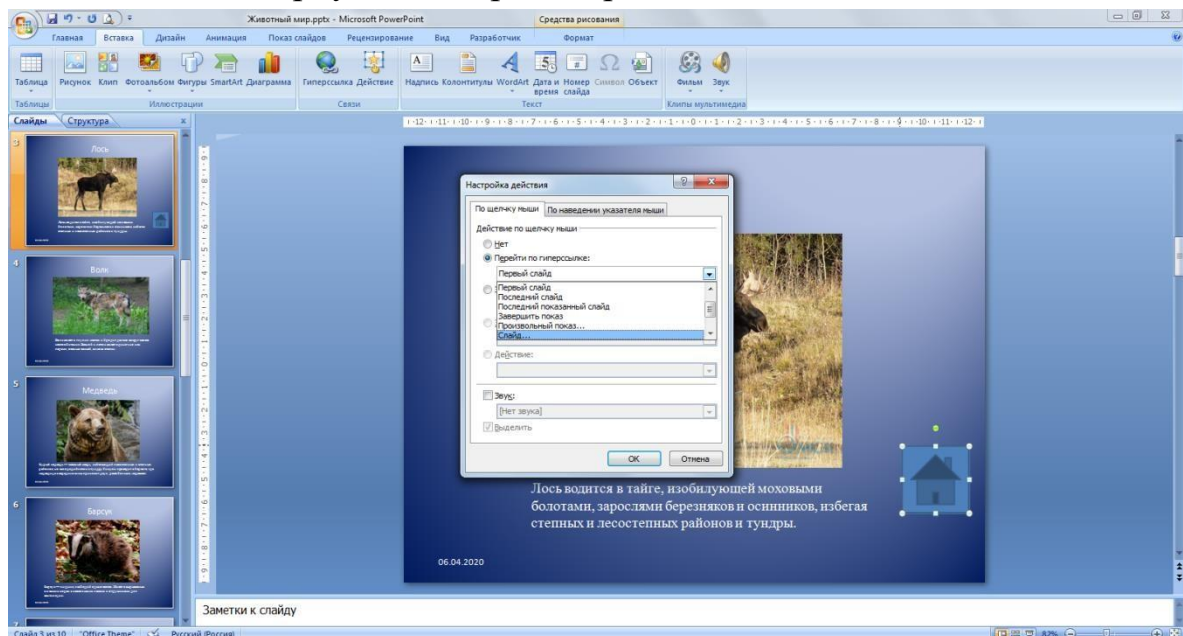 Животный мир.pptx - Microsoft PowerPoint
Средства рисования
Главная Вставка Дизайн Анимация Показ слайдов Рецензирование Вид Разработчик Формат
Таблица Рисунок Клип Фотоальбом Фигуры SmartArt Диаграмма Гиперссылка Действие Надпись Колонтитулы WordArt Дата и время Номер слайда Символ Объект Фильм Звук
Таблицы Иллюстрации Связи Текст Клипы мультимедиа
Слайды Структура
3
Лось
4
Волк
5
Медведь
6
Барсук
7
Настройка действия
По щелчку мыши По наведении указателя мыши
Действие по щелчку мыши
Нет
Перейти по гиперссылке:
Первый слайд
Первый слайд
Последний слайд
Последний показанный слайд
Завершить показ
Произвольный показ...
Слайд...
Действие:
Звук:
[Нет звука]
Выделить
ОК Отмена
Лось водится в тайге, изобилующей моховыми
болотами, зарослями березняков и осинников, избегая
степных и лесостепных районов и тундры.
06.04.2020
Заметки к слайду
Слайд 3 из 10 "Office Theme" Русский (Россия) 82%